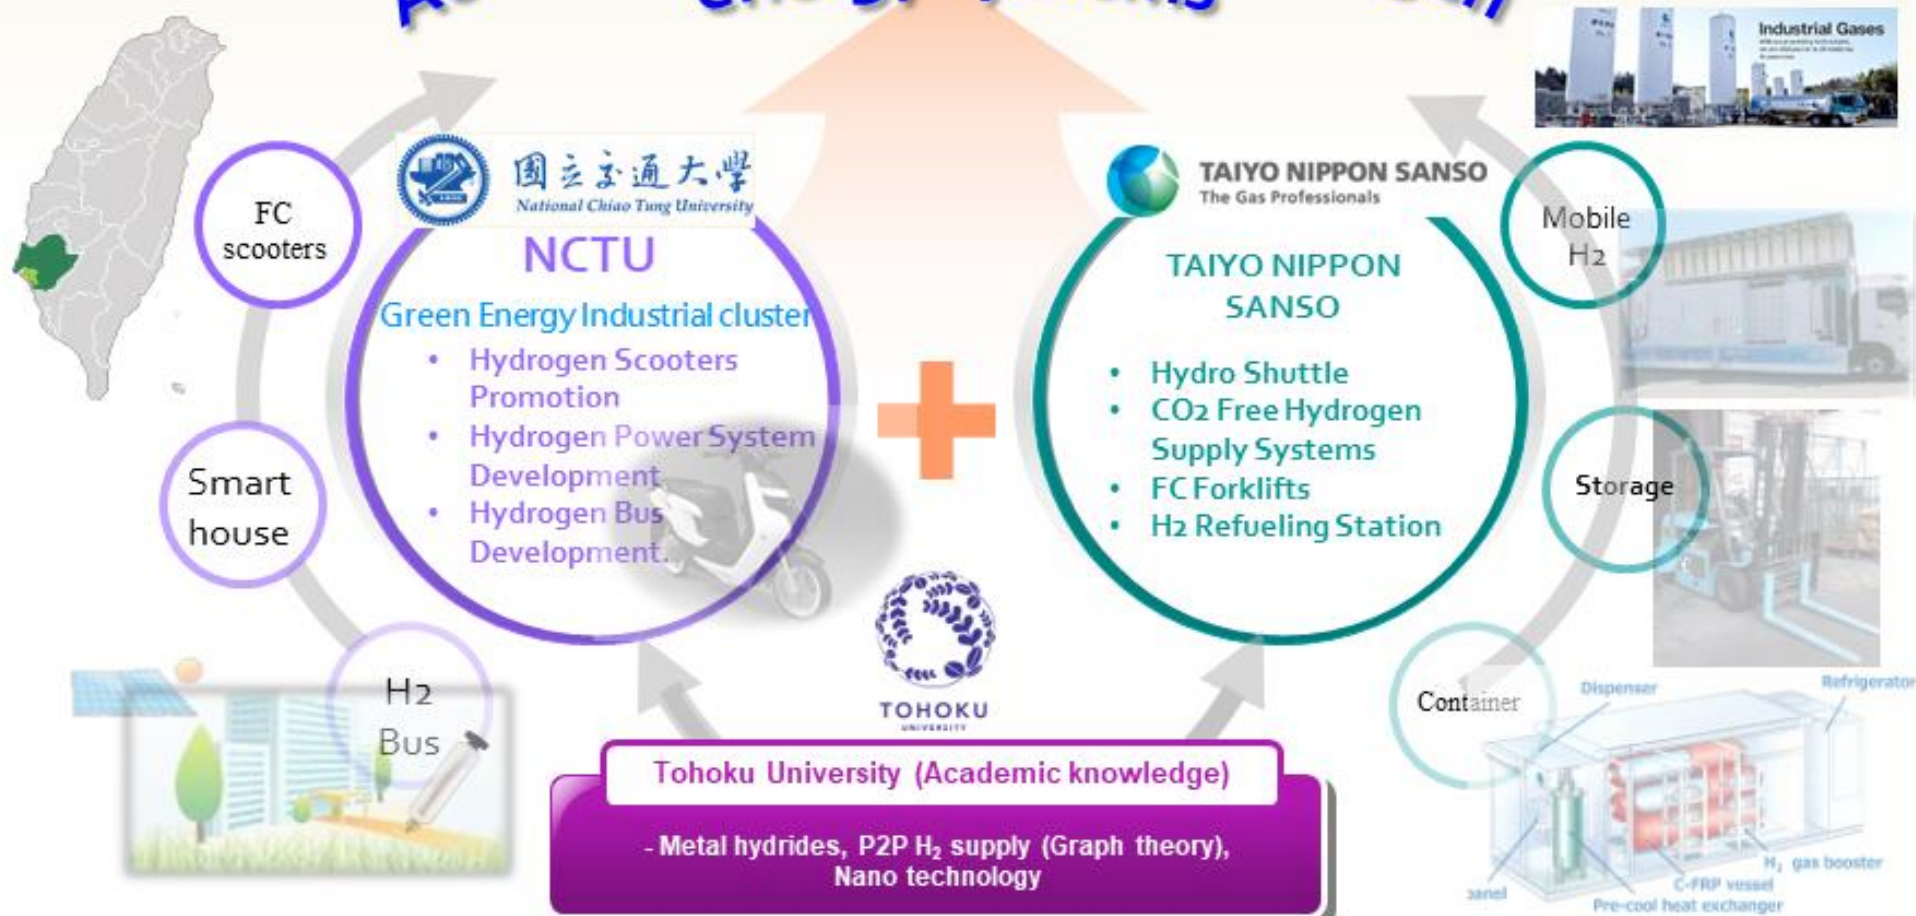 Industrial Gases
國立交通大學
National Chiao Tung University
TAIYO NIPPON SANSO
The Gas Professionals
FC
scooters
Mobile
H2
NCTU
Green Energy Industrial cluster
• Hydrogen Scooters
Promotion
• Hydrogen Power System
Development
• Hydrogen Bus
Development.
TAIYO NIPPON
SANSO
• Hydro Shuttle
• CO2 Free Hydrogen
Supply Systems
• FC Forklifts
• H2 Refueling Station
Smart
house
Storage
H2
Bus
TOHOKU
UNIVERSITY
Container
Dispenser
Refrigerator
H₂ gas booster
C-FRP vessel
Pre-cool heat exchanger
Tohoku University (Academic knowledge)
- Metal hydrides, P2P H₂ supply (Graph theory),
Nano technology